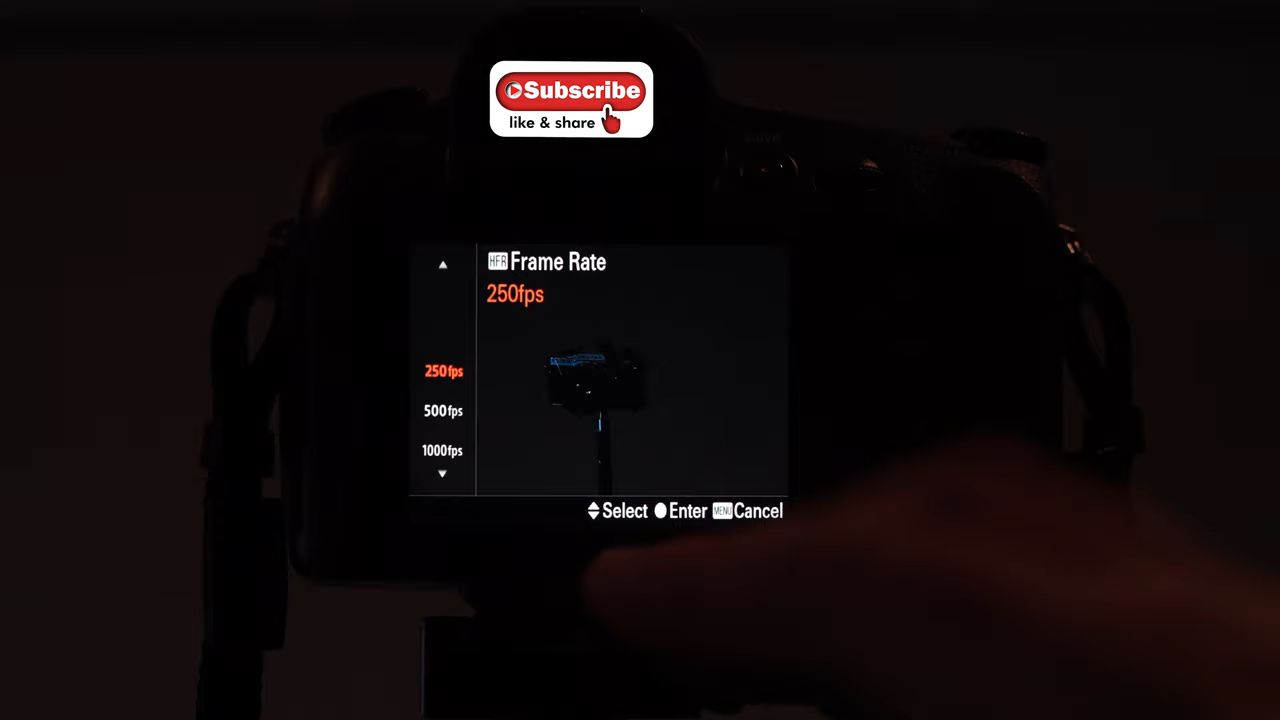 Subscribe
like & share
HFR Frame Rate
250fps
250fps
500fps
1000fps
Select Enter MENU Cancel